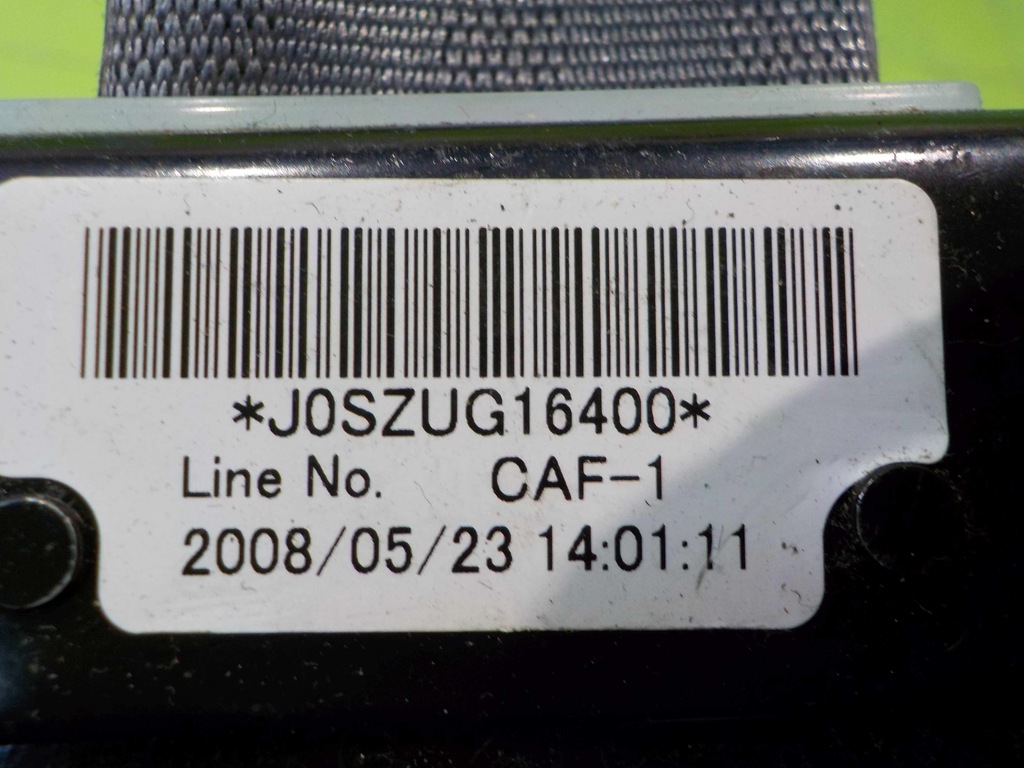 *J0SZUG16400*
Line No. CAF-1
2008/05/23 14:01:11